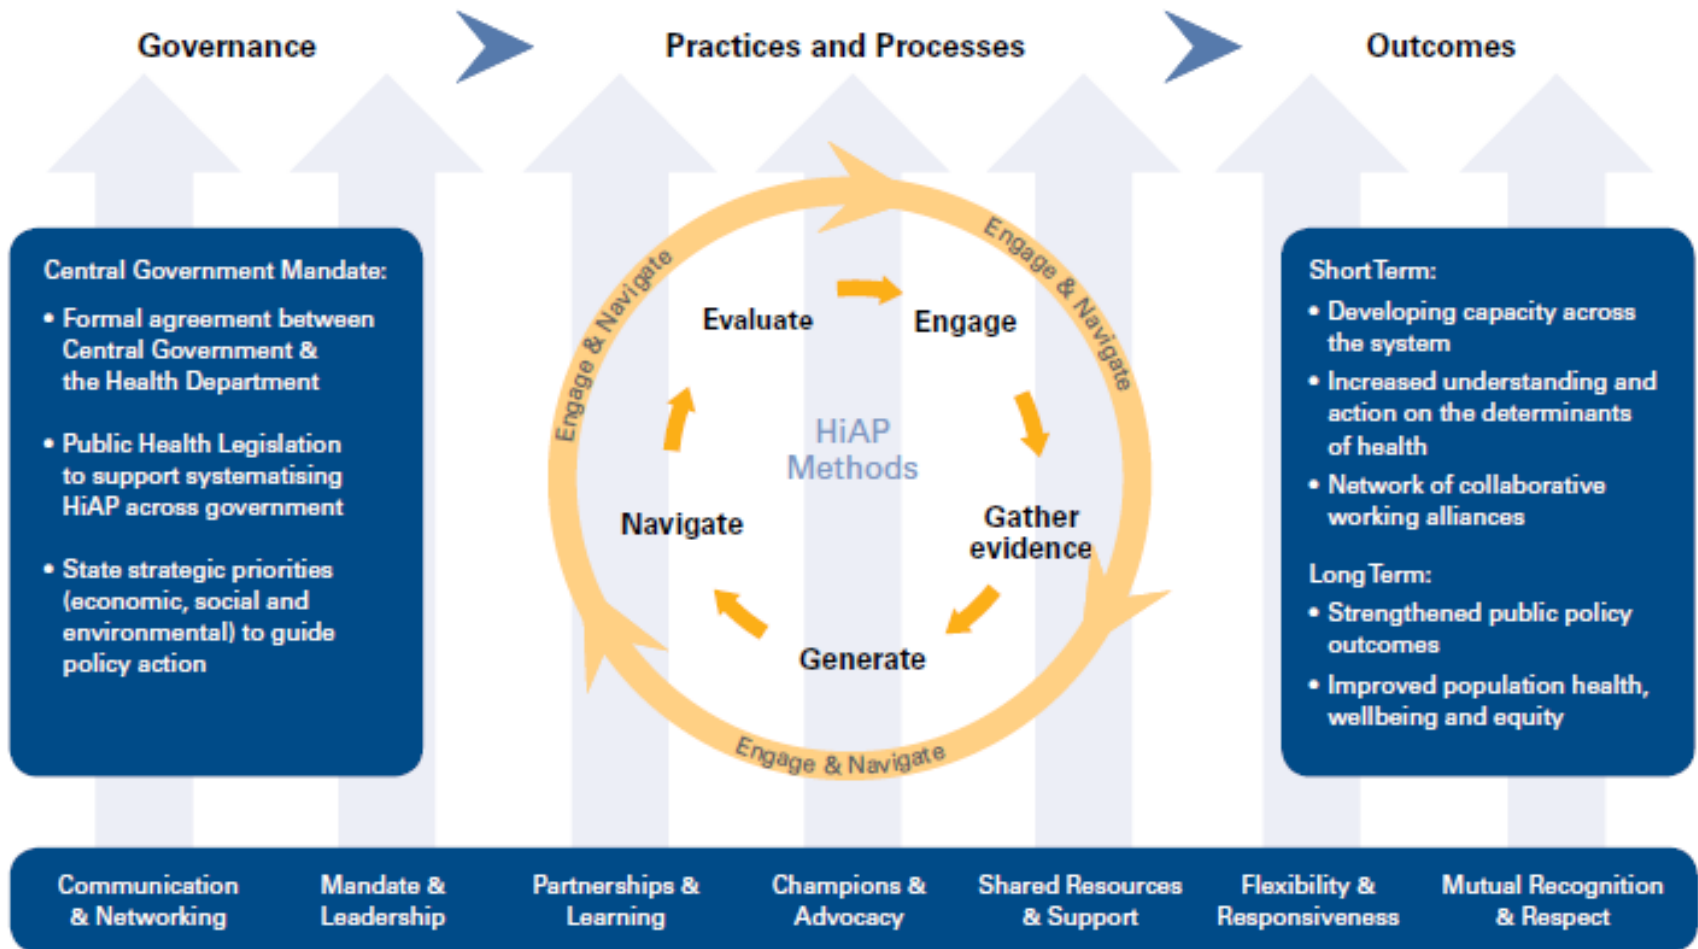 Governance
Practices and Processes
Outcomes
Central Government Mandate:
• Formal agreement between
Central Government &
the Health Department
• Public Health Legislation
to support systematising
HiAP across government
• State strategic priorities
(economic, social and
environmental) to guide
policy action
Engage & Navigate
Engage & Navigate
Engage & Navigate
Evaluate
Engage
HiAP
Methods
Navigate
Gather
evidence
Generate
Short Term:
• Developing capacity across
the system
• Increased understanding and
action on the determinants
of health
• Network of collaborative
working alliances
Long Term:
• Strengthened public policy
outcomes
• Improved population health,
wellbeing and equity
Communication
& Networking
Mandate &
Leadership
Partnerships &
Learning
Champions &
Advocacy
Shared Resources
& Support
Flexibility &
Responsiveness
Mutual Recognition
& Respect